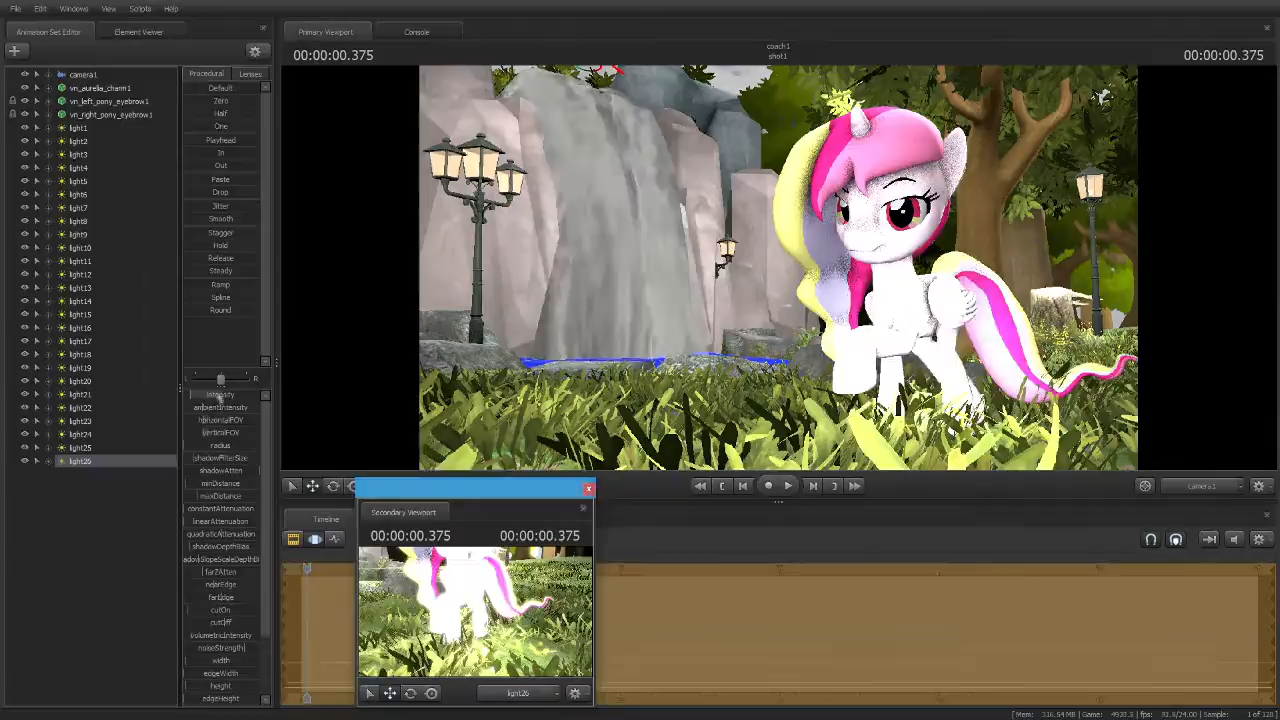 File Edit Windows View Scripts Help
Animation Set Editor
Element Viewer
Primary Viewport
Console
00:00:00.375
coach1
shot1
00:00:00.375
camera1
vn_aurelia_charm1
vn_left_pony_eyebrow1
vn_right_pony_eyebrow1
light1
light2
light3
light4
light5
light6
light7
light8
light9
light10
light11
light12
light13
light14
light15
light16
light17
light18
light19
light20
light21
light22
light23
light24
light25
light26
Procedural
Lenses
Default
Zero
Half
One
Playhead
In
Out
Paste
Drop
Jitter
Smooth
Stagger
Hold
Release
Steady
Ramp
Spline
Round
L R
intensity
ambientIntensity
horizontalFOV
verticalFOV
radius
shadowFilterSize
shadowAtten
minDistance
maxDistance
constantAttenuation
linearAttenuation
quadraticAttenuation
shadowDepthBias
adowSlopeScaleDepthBi
farZAtten
nearEdge
farEdge
cutOn
cutOff
volumetricIntensity
noiseStrength
width
edgeWidth
height
edgeHeight
camera1
Timeline
Secondary Viewport
00:00:00.375
00:00:00.375
light26